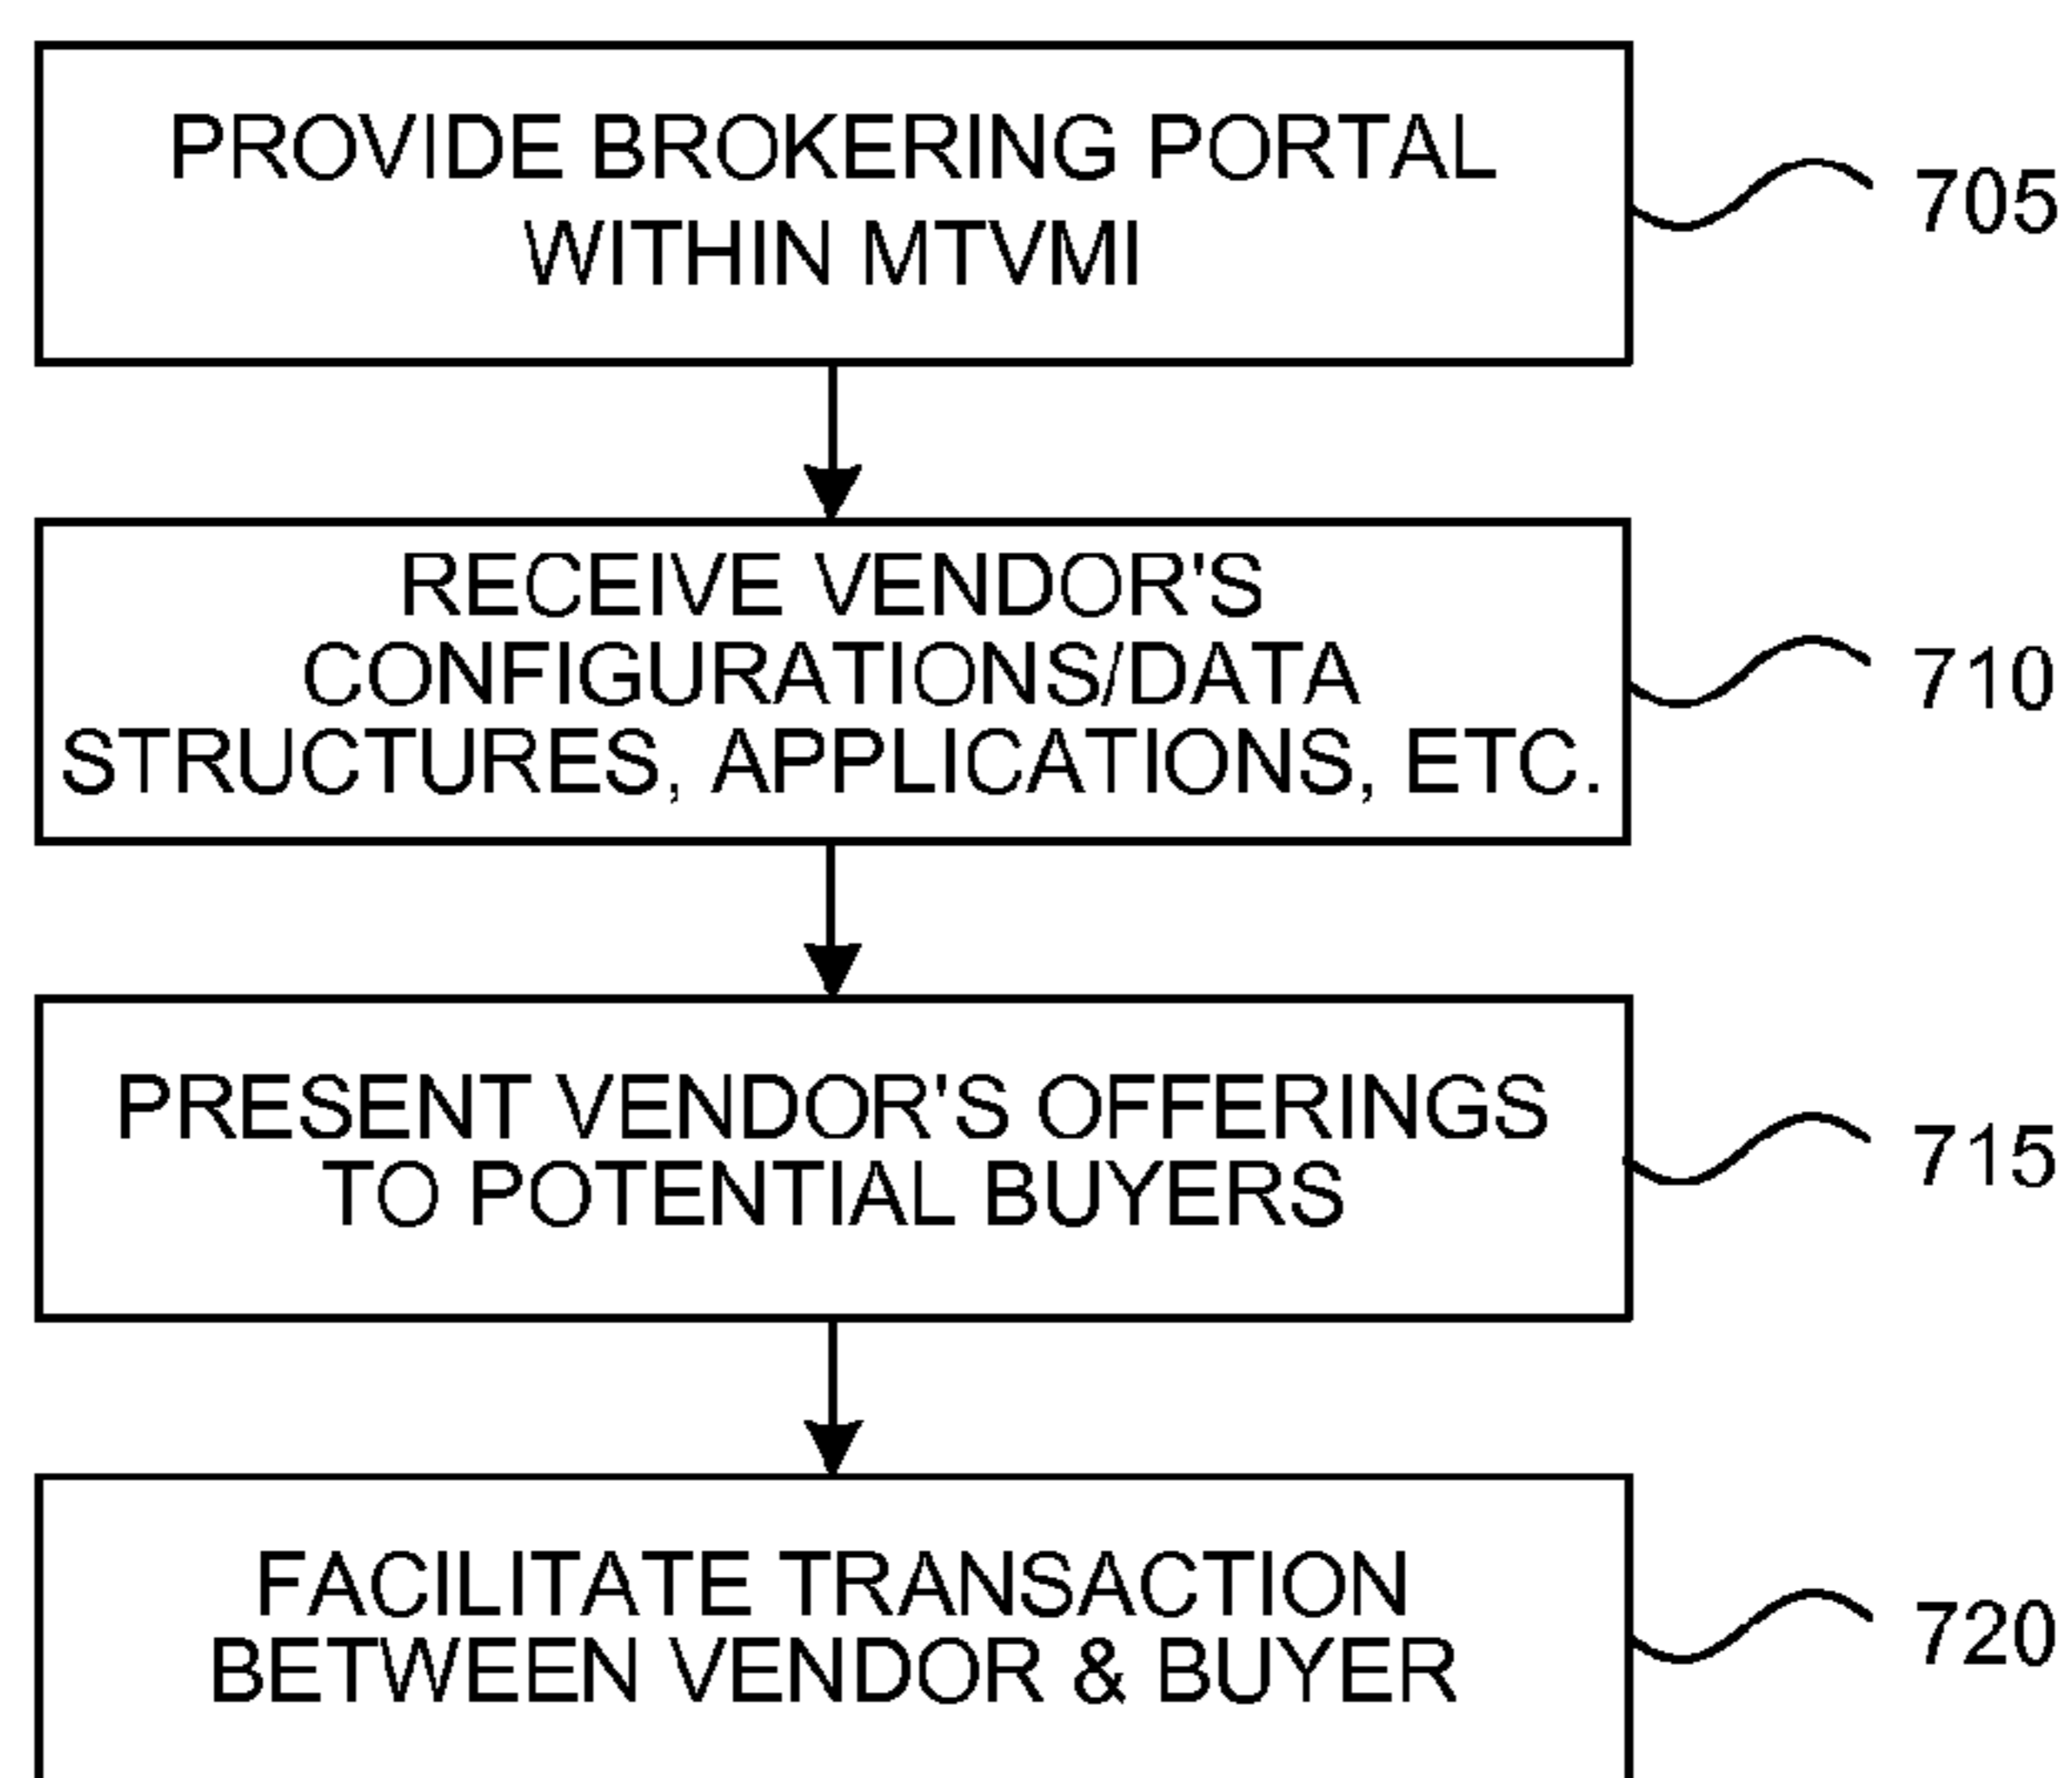 PROVIDE BROKERING PORTAL
WITHIN MTVMI
705
RECEIVE VENDOR'S
CONFIGURATIONS/DATA
STRUCTURES, APPLICATIONS, ETC.
710
PRESENT VENDOR'S OFFERINGS
TO POTENTIAL BUYERS
715
FACILITATE TRANSACTION
BETWEEN VENDOR & BUYER
720